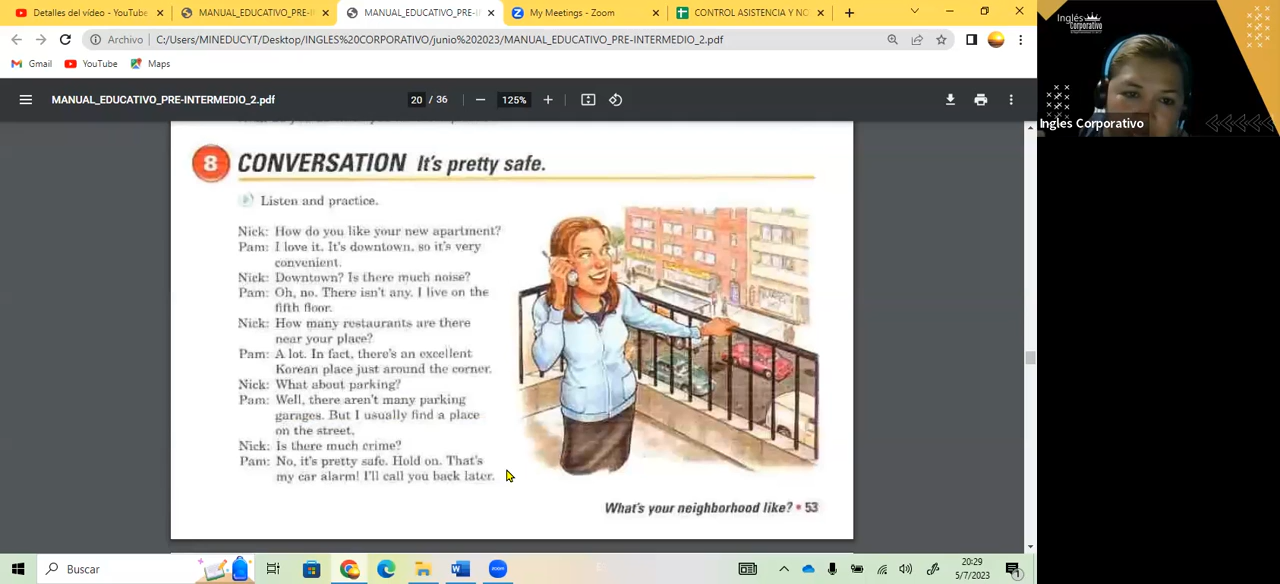 Detalles del vídeo - YouTube
MANUAL_EDUCATIVO_PRE-I
MANUAL_EDUCATIVO_PRE-I
My Meetings - Zoom
CONTROL ASISTENCIA Y NO
Archivo
C:/Users/MINEDUCYT/Desktop/INGLES%20CORPORATIVO/junio%202023/MANUAL_EDUCATIVO_PRE-INTERMEDIO_2.pdf
Gmail
YouTube
Maps
MANUAL_EDUCATIVO_PRE-INTERMEDIO_2.pdf
20 / 36
125%
8 CONVERSATION It's pretty safe.
Listen and practice.
Nick: How do you like your new apartment?
Pam: I love it. It's downtown, so it's very
convenient.
Nick: Downtown? Is there much noise?
Pam: Oh, no. There isn't any. I live on the
fifth floor.
Nick: How many restaurants are there
near your place?
Pam: A lot. In fact, there's an excellent
Korean place just around the corner.
Nick: What about parking?
Pam: Well, there aren't many parking
garages. But I usually find a place
on the street.
Nick: Is there much crime?
Pam: No, it's pretty safe. Hold on. That's
my car alarm! I'll call you back later.
What's your neighborhood like? • 53
Inglés
Corporativo
Ingles Corporativo
Buscar
20:29
5/7/2023
1